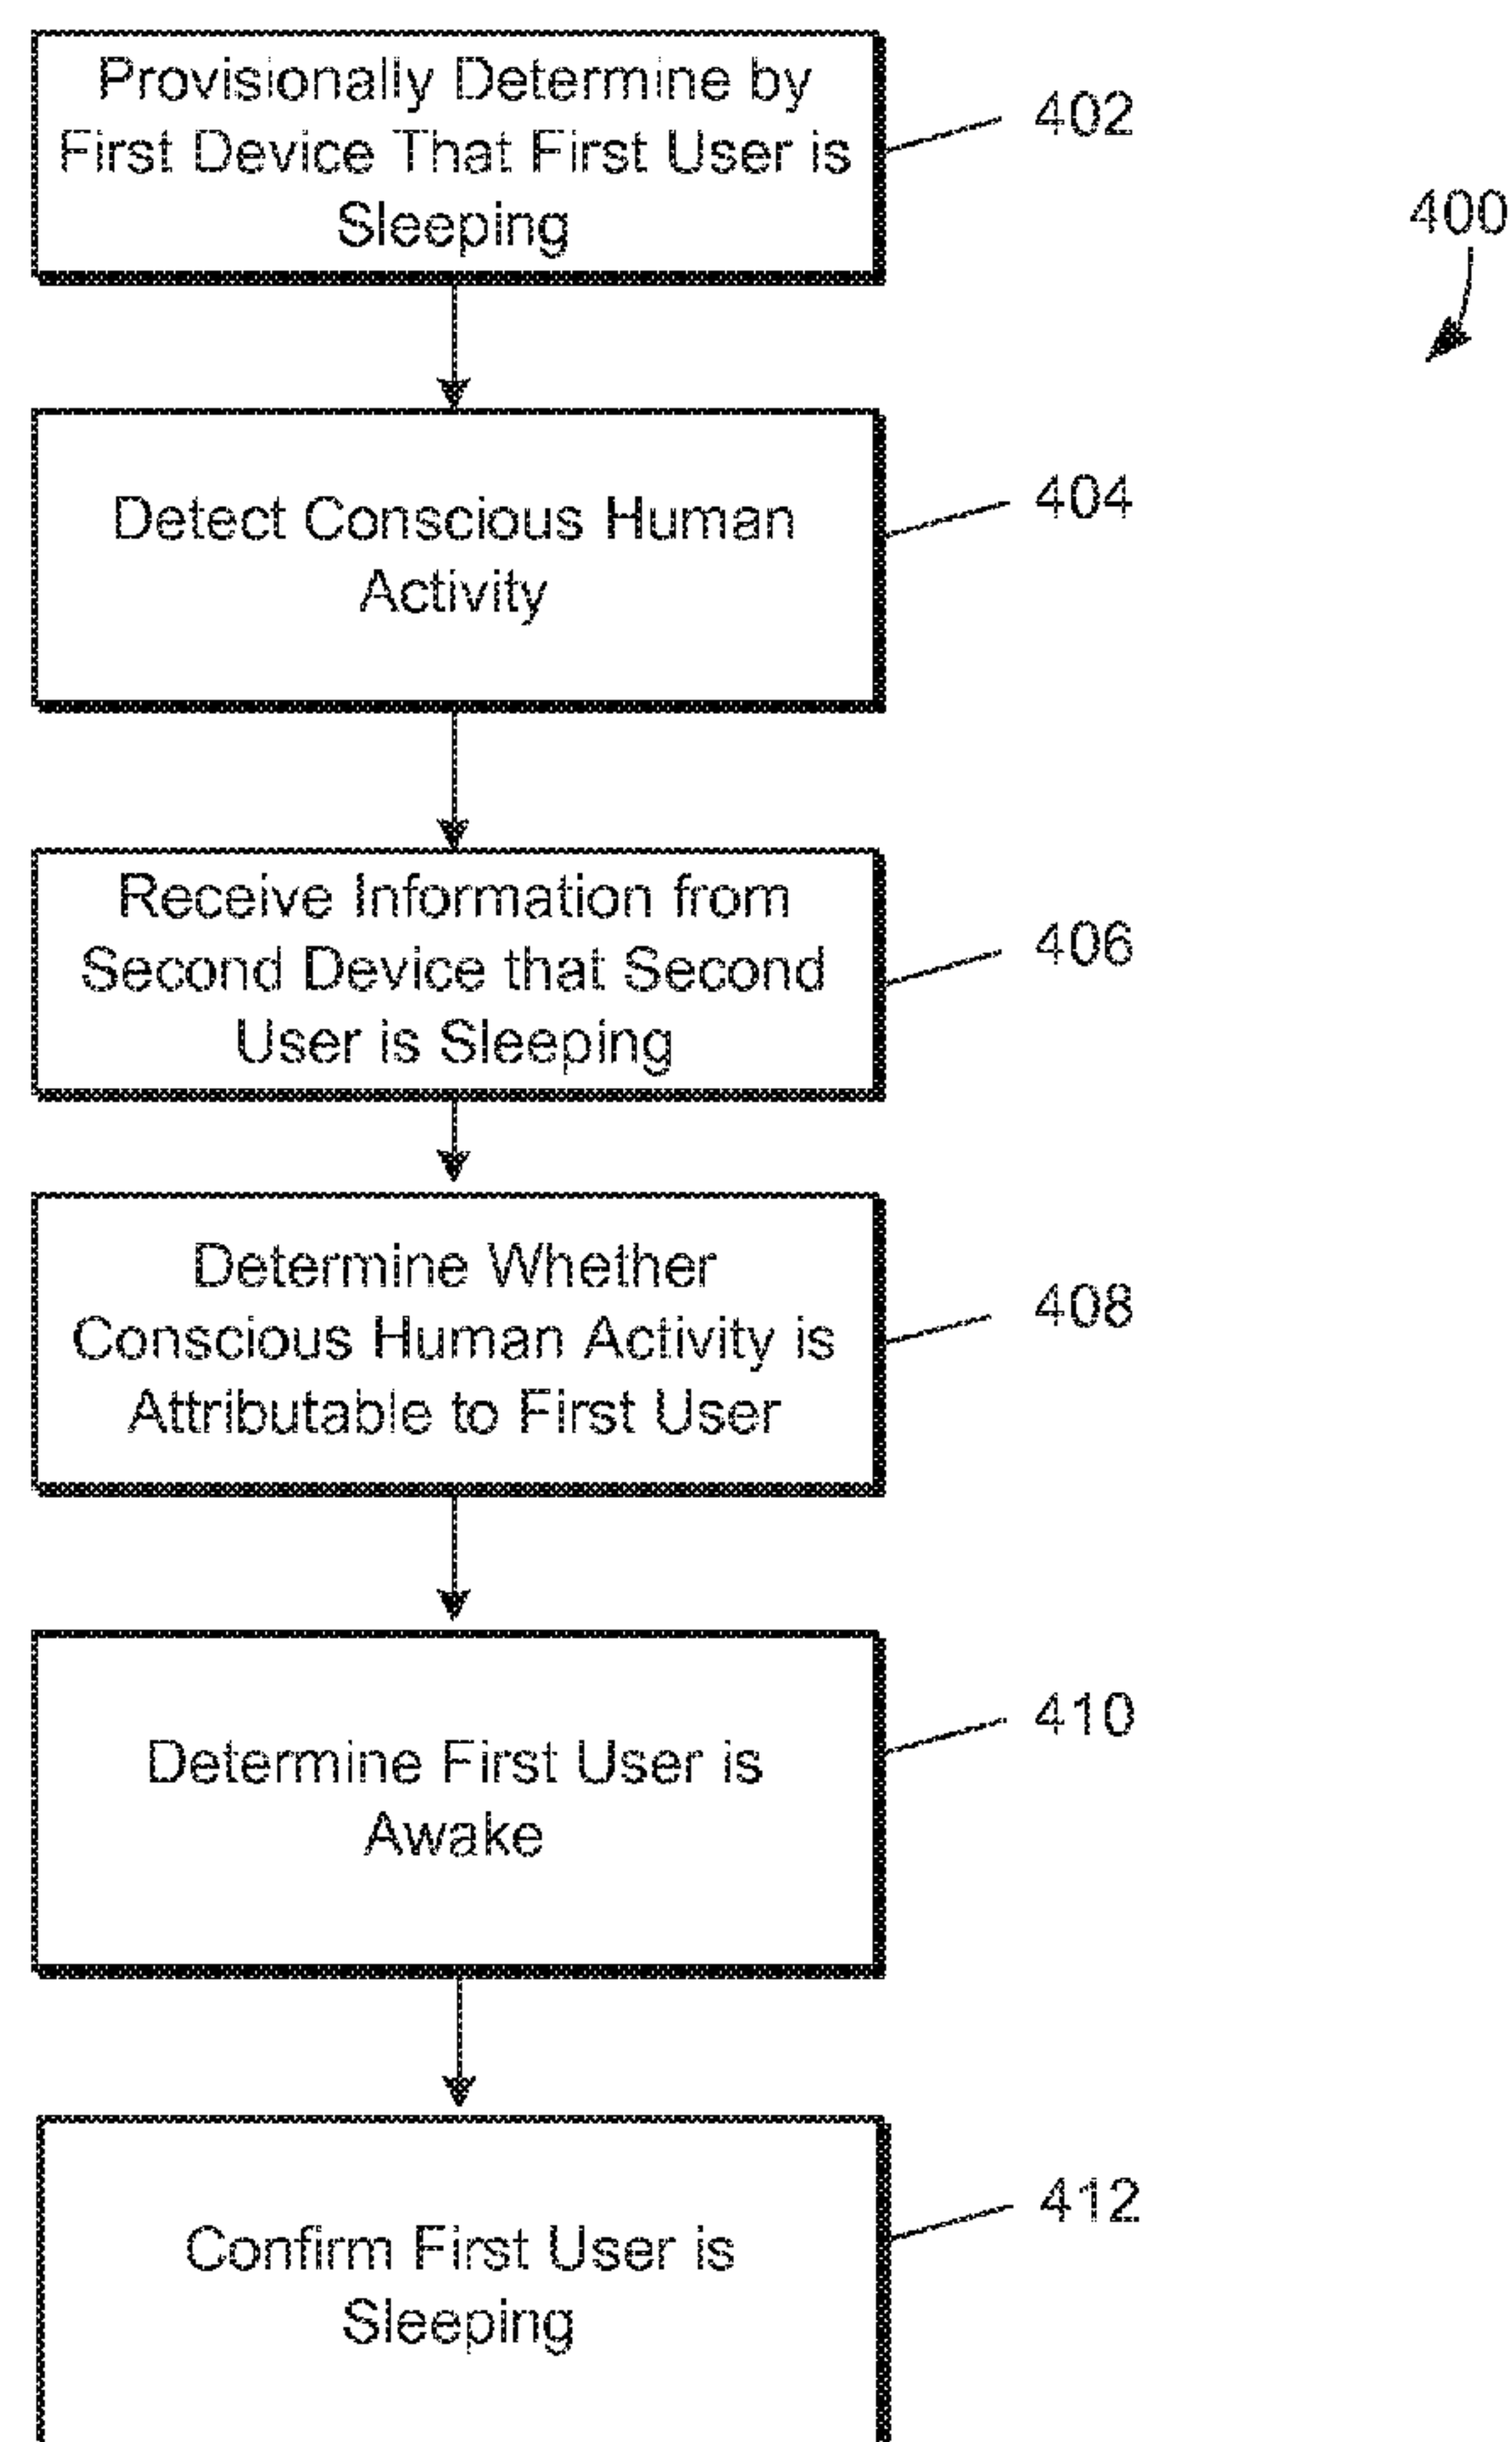 Provisionally Determine by
First Device That First User is
Sleeping
402
400
Detect Conscious Human
Activity
404
Receive Information from
Second Device that Second
User is Sleeping
406
Determine Whether
Conscious Human Activity is
Attributable to First User
408
Determine First User is
Awake
410
Confirm First User is
Sleeping
412